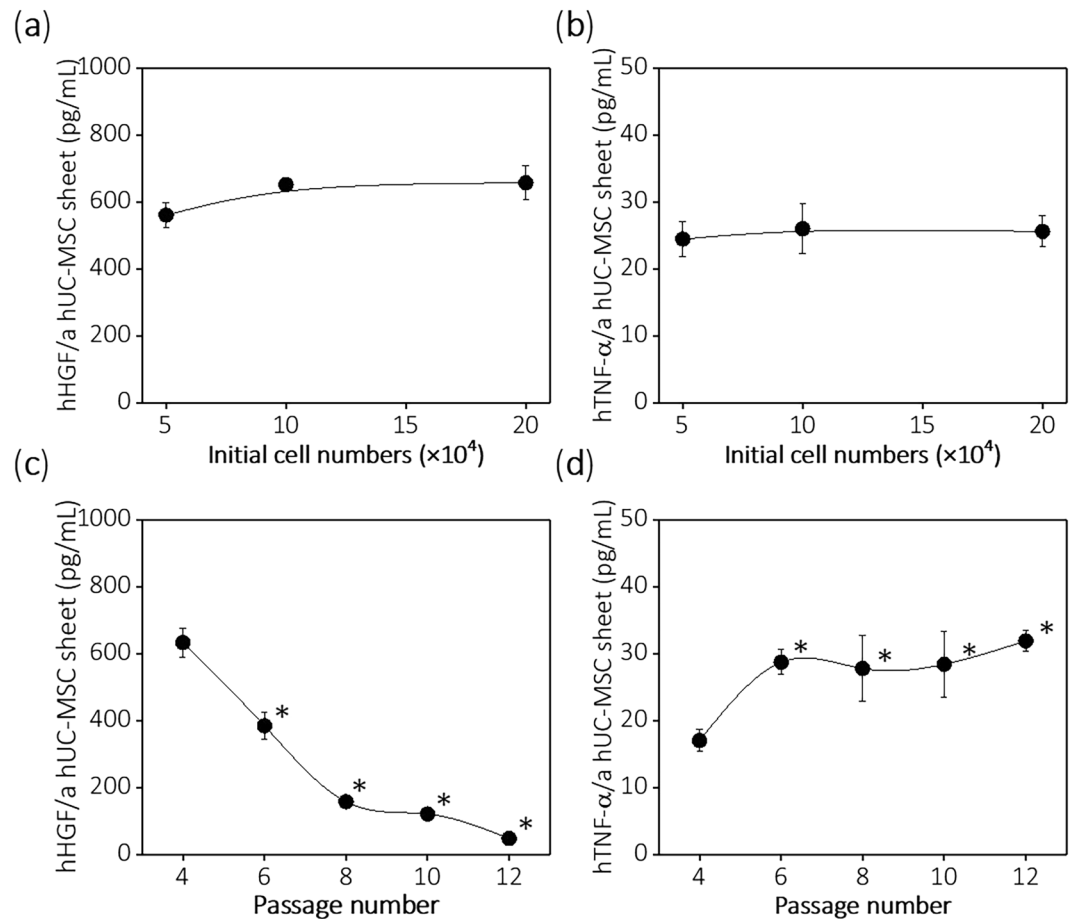 (a)
hHGF/a hUC-MSC sheet (pg/mL)
1000
800
600
400
200
0
5 10 15 20
Initial cell numbers (×10⁴)
(b)
hTNF-α/a hUC-MSC sheet (pg/mL)
50
40
30
20
10
0
5 10 15 20
Initial cell numbers (×10⁴)
(c)
hHGF/a hUC-MSC sheet (pg/mL)
1000
800
600
400
200
0
* * * *
4 6 8 10 12
Passage number
(d)
hTNF-α/a hUC-MSC sheet (pg/mL)
50
40
30
20
10
0
* * * *
4 6 8 10 12
Passage number